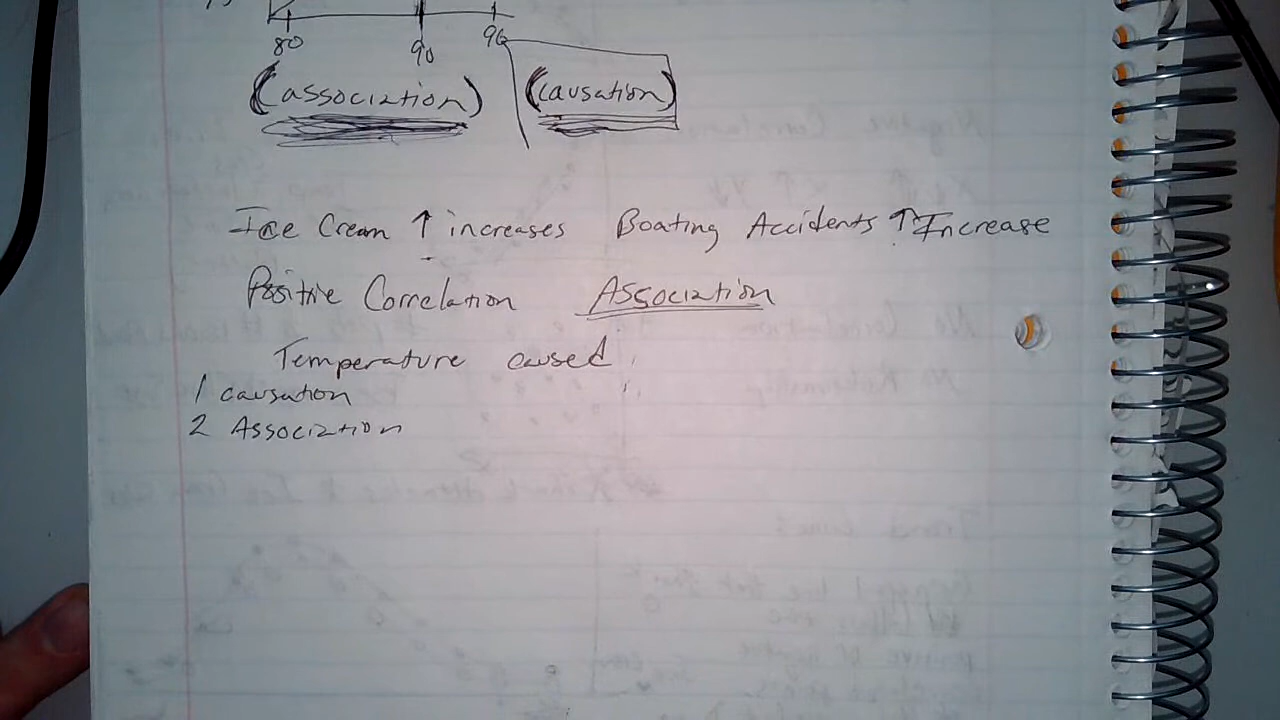 80 90 96
(association) (causation)
Ice Cream ↑ increases Boating Accidents ↑ Increase
Positive Correlation Association
Temperature caused
1 causation
2 Association